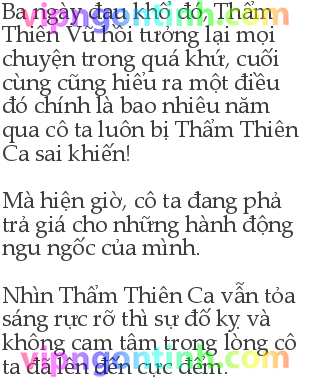 Ba ngày đau khổ đó, Thẩm
Thiên Vũ hồi tưởng lại mọi
chuyện trong quá khứ, cuối
cùng cũng hiểu ra một điều
đó chính là bao nhiêu năm
qua cô ta luôn bị Thẩm Thiên
Ca sai khiến!
Mà hiện giờ, cô ta đang phả
trả giá cho những hành động
ngu ngốc của mình.
Nhìn Thẩm Thiên Ca vẫn tỏa
sáng rực rỡ thì sự đố kỵ và
không cam tâm trong lòng cô
ta đã lên đến cực đểm.
vipngontinh.com
vipngontinh.com